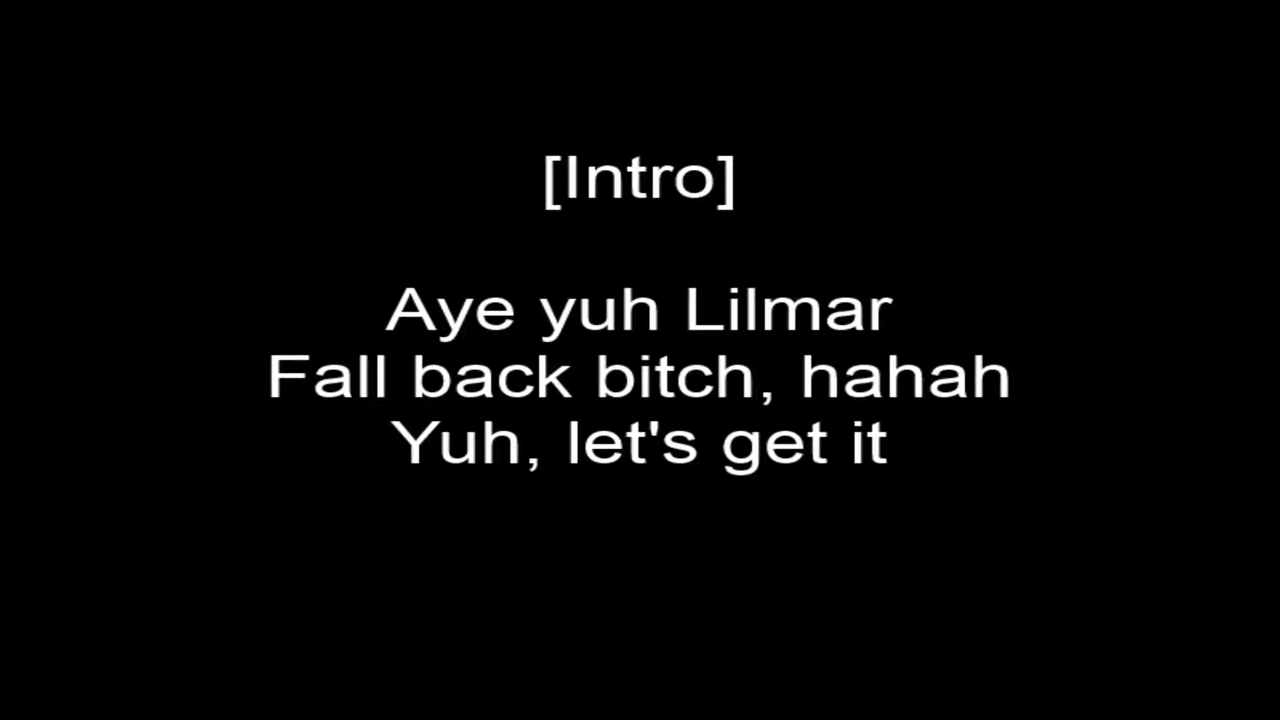 [Intro]
Aye yuh Lilmar
Fall back bitch, hahah
Yuh, let's get it